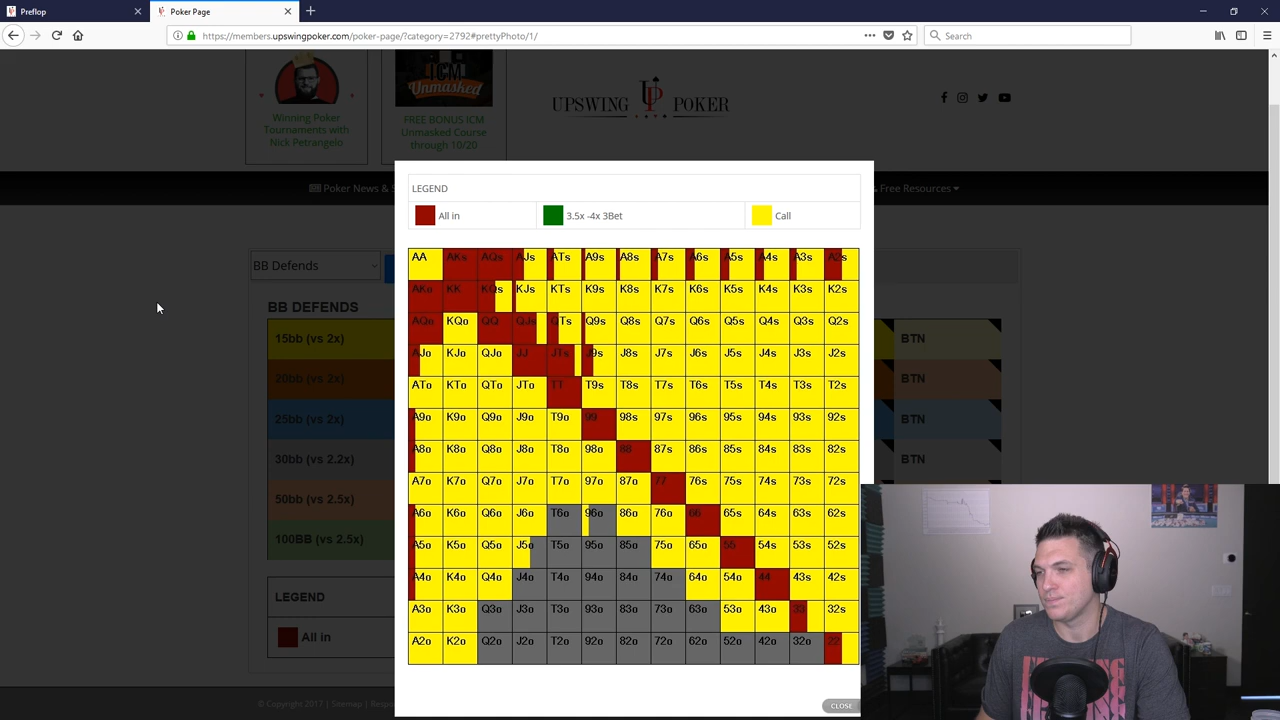 Preflop
Poker Page
https://members.upswingpoker.com/poker-page/?category=2792#prettyPhoto/1/
Search
Winning Poker
Tournaments with
Nick Petrangelo
ICM
Unmasked
FREE BONUS ICM
Unmasked Course
through 10/20
UPSWING UP POKER
Poker News & S
& Free Resources
BB Defends
BB DEFENDS
15bb (vs 2x)
20bb (vs 2x)
25bb (vs 2x)
30bb (vs 2.2x)
50bb (vs 2.5x)
100BB (vs 2.5x)
BTN
BTN
BTN
BTN
LEGEND
All in
LEGEND
All in
3.5x -4x 3Bet
Call
AA AKs AQs AJs ATs A9s A8s A7s A6s A5s A4s A3s A2s
AKo KK KQs KJs KTs K9s K8s K7s K6s K5s K4s K3s K2s
AQo KQo QQ QJs QTs Q9s Q8s Q7s Q6s Q5s Q4s Q3s Q2s
AJo KJo QJo JJ JTs J9s J8s J7s J6s J5s J4s J3s J2s
ATo KTo QTo JTo TT T9s T8s T7s T6s T5s T4s T3s T2s
A9o K9o Q9o J9o T9o 99 98s 97s 96s 95s 94s 93s 92s
A8o K8o Q8o J8o T8o 98o 88 87s 86s 85s 84s 83s 82s
A7o K7o Q7o J7o T7o 97o 87o 77 76s 75s 74s 73s 72s
A6o K6o Q6o J6o T6o 96o 86o 76o 66 65s 64s 63s 62s
A5o K5o Q5o J5o T5o 95o 85o 75o 65o 55 54s 53s 52s
A4o K4o Q4o J4o T4o 94o 84o 74o 64o 54o 44 43s 42s
A3o K3o Q3o J3o T3o 93o 83o 73o 63o 53o 43o 33 32s
A2o K2o Q2o J2o T2o 92o 82o 72o 62o 52o 42o 32o 22
CLOSE
© Copyright 2017 | Sitemap | Respo